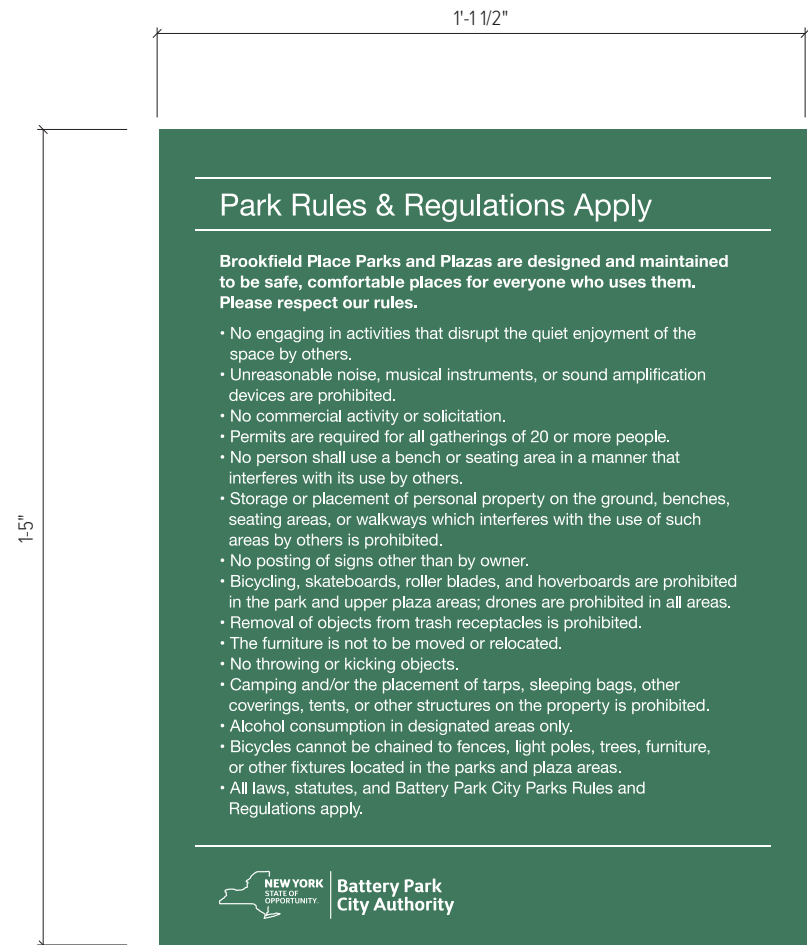 1'-1 1/2"
1-5"
Park Rules & Regulations Apply
Brookfield Place Parks and Plazas are designed and maintained
to be safe, comfortable places for everyone who uses them.
Please respect our rules.
• No engaging in activities that disrupt the quiet enjoyment of the
space by others.
• Unreasonable noise, musical instruments, or sound amplification
devices are prohibited.
• No commercial activity or solicitation.
• Permits are required for all gatherings of 20 or more people.
• No person shall use a bench or seating area in a manner that
interferes with its use by others.
• Storage or placement of personal property on the ground, benches,
seating areas, or walkways which interferes with the use of such
areas by others is prohibited.
• No posting of signs other than by owner.
• Bicycling, skateboards, roller blades, and hoverboards are prohibited
in the park and upper plaza areas; drones are prohibited in all areas.
• Removal of objects from trash receptacles is prohibited.
• The furniture is not to be moved or relocated.
• No throwing or kicking objects.
• Camping and/or the placement of tarps, sleeping bags, other
coverings, tents, or other structures on the property is prohibited.
• Alcohol consumption in designated areas only.
• Bicycles cannot be chained to fences, light poles, trees, furniture,
or other fixtures located in the parks and plaza areas.
• All laws, statutes, and Battery Park City Parks Rules and
Regulations apply.
NEW YORK
STATE OF
OPPORTUNITY.
Battery Park
City Authority